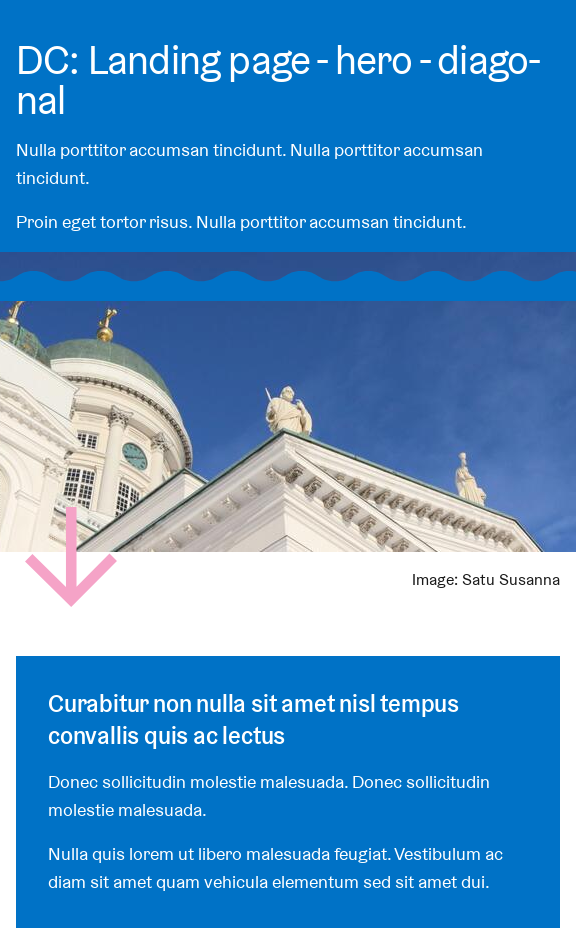 DC: Landing page - hero - diago-
nal
Nulla porttitor accumsan tincidunt. Nulla porttitor accumsan
tincidunt.
Proin eget tortor risus. Nulla porttitor accumsan tincidunt.
Image: Satu Susanna
Curabitur non nulla sit amet nisl tempus
convallis quis ac lectus
Donec sollicitudin molestie malesuada. Donec sollicitudin
molestie malesuada.
Nulla quis lorem ut libero malesuada feugiat. Vestibulum ac
diam sit amet quam vehicula elementum sed sit amet dui.